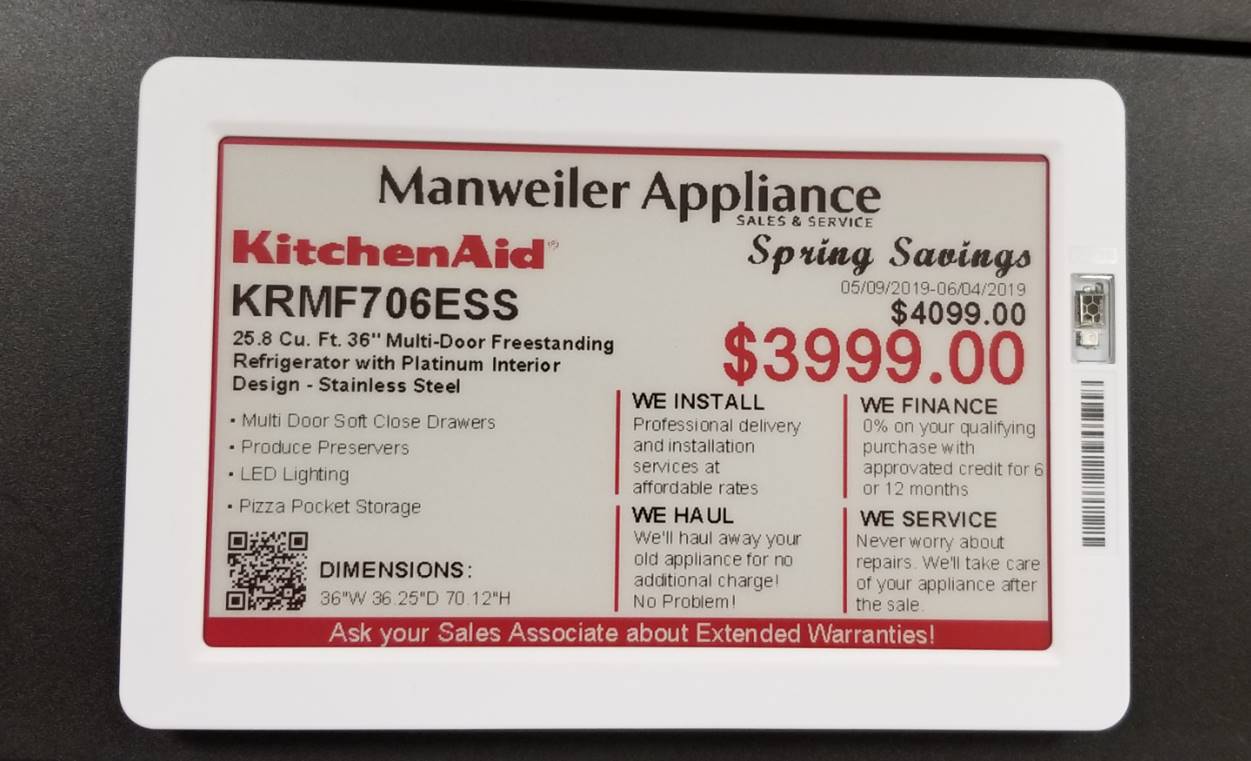 Manweiler Appliance
SALES & SERVICE
KitchenAid®
Spring Savings
05/09/2019-06/04/2019
KRMF706ESS
$4099.00
$3999.00
25.8 Cu. Ft. 36" Multi-Door Freestanding
Refrigerator with Platinum Interior
Design - Stainless Steel
• Multi Door Soft Close Drawers
• Produce Preservers
• LED Lighting
• Pizza Pocket Storage
DIMENSIONS:
36"W 36.25"D 70.12"H
WE INSTALL
Professional delivery
and installation
services at
affordable rates
WE FINANCE
0% on your qualifying
purchase with
approvated credit for 6
or 12 months
WE HAUL
We'll haul away your
old appliance for no
additional charge!
No Problem!
WE SERVICE
Never worry about
repairs. We'll take care
of your appliance after
the sale.
Ask your Sales Associate about Extended Warranties!